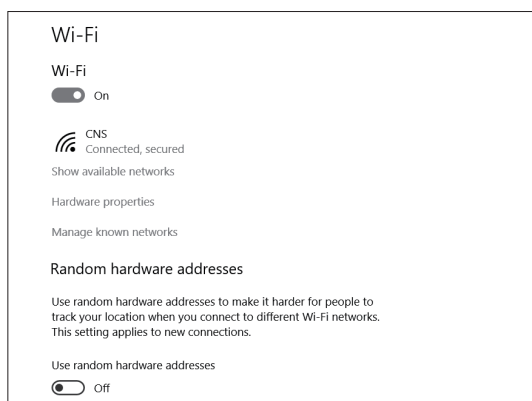 Wi-Fi
Wi-Fi
On
CNS
Connected, secured
Show available networks
Hardware properties
Manage known networks
Random hardware addresses
Use random hardware addresses to make it harder for people to
track your location when you connect to different Wi-Fi networks.
This setting applies to new connections.
Use random hardware addresses
Off